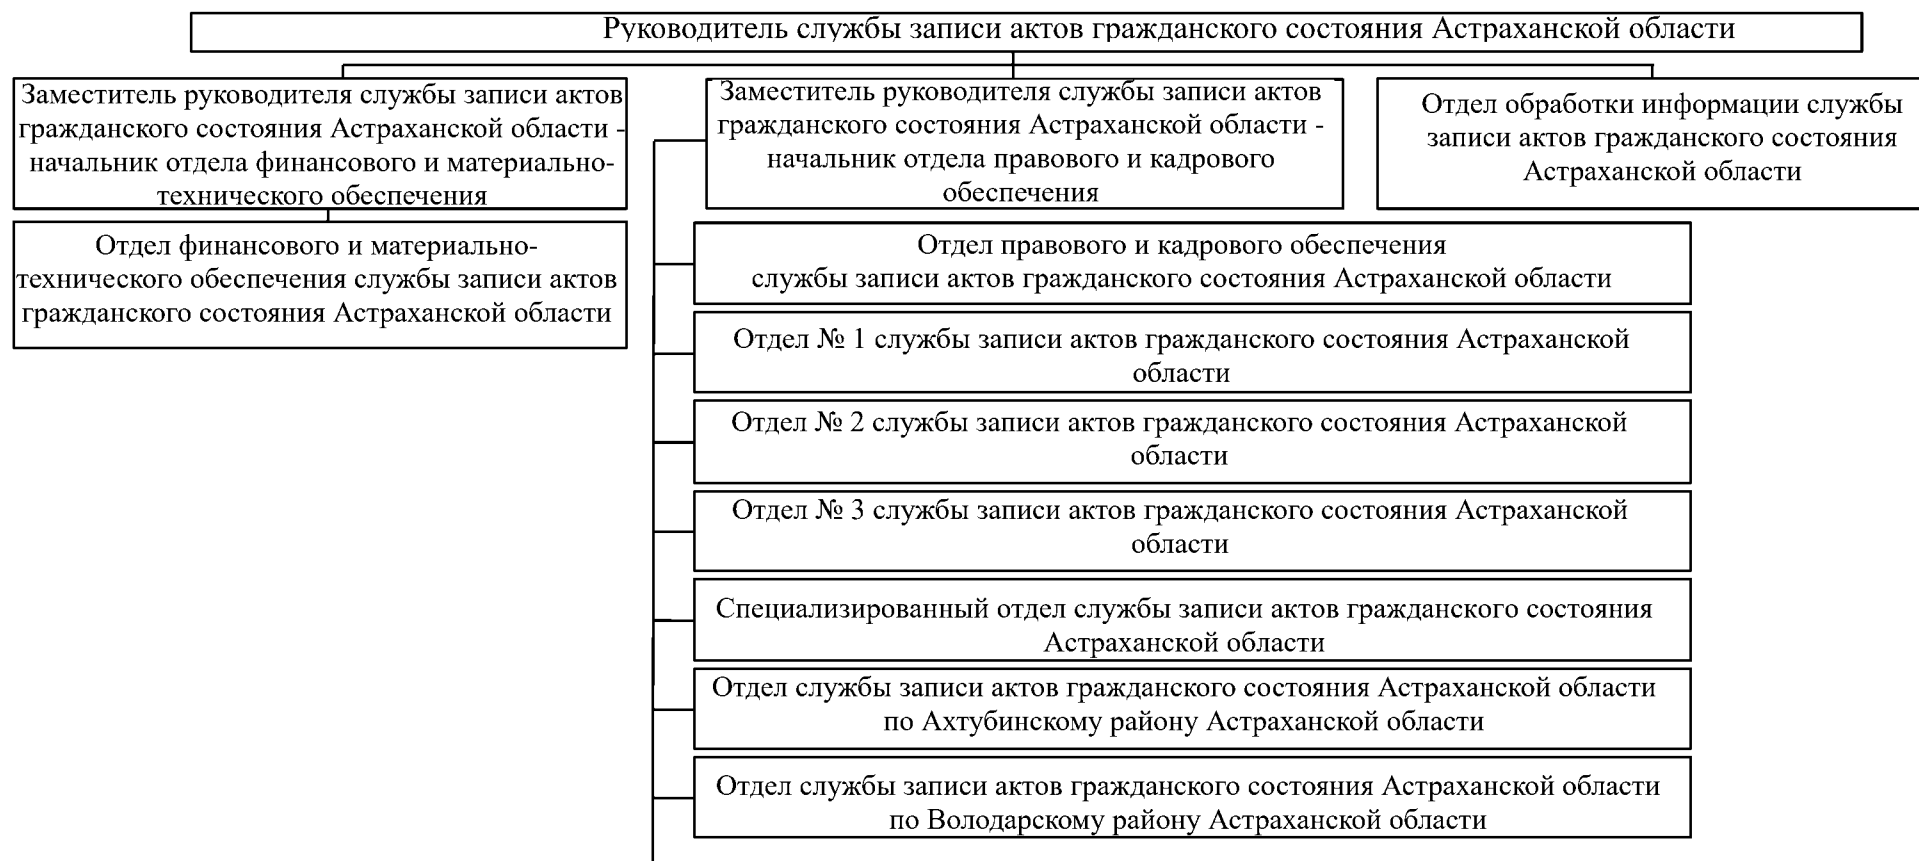 Руководитель службы записи актов гражданского состояния Астраханской области
Заместитель руководителя службы записи актов
гражданского состояния Астраханской области -
начальник отдела финансового и материально-
технического обеспечения
Заместитель руководителя службы записи актов
гражданского состояния Астраханской области -
начальник отдела правового и кадрового
обеспечения
Отдел обработки информации службы
записи актов гражданского состояния
Астраханской области
Отдел финансового и материально-
технического обеспечения службы записи актов
гражданского состояния Астраханской области
Отдел правового и кадрового обеспечения
службы записи актов гражданского состояния Астраханской области
Отдел № 1 службы записи актов гражданского состояния Астраханской
области
Отдел № 2 службы записи актов гражданского состояния Астраханской
области
Отдел № 3 службы записи актов гражданского состояния Астраханской
области
Специализированный отдел службы записи актов гражданского состояния
Астраханской области
Отдел службы записи актов гражданского состояния Астраханской области
по Ахтубинскому району Астраханской области
Отдел службы записи актов гражданского состояния Астраханской области
по Володарскому району Астраханской области